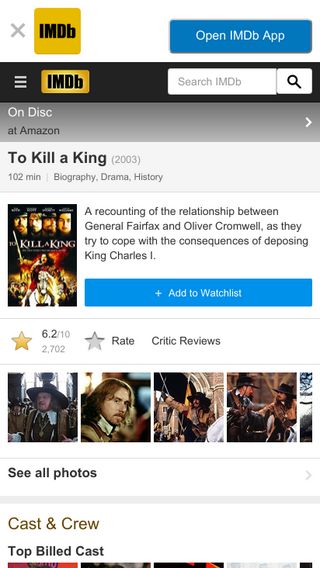 IMDb
Open IMDb App
IMDb
Search IMDb
On Disc
at Amazon
To Kill a King (2003)
102 min | Biography, Drama, History
TO KILL A KING
A recounting of the relationship between
General Fairfax and Oliver Cromwell, as they
try to cope with the consequences of deposing
King Charles I.
+ Add to Watchlist
6.2/10
2,702
Rate
Critic Reviews
See all photos
Cast & Crew
Top Billed Cast